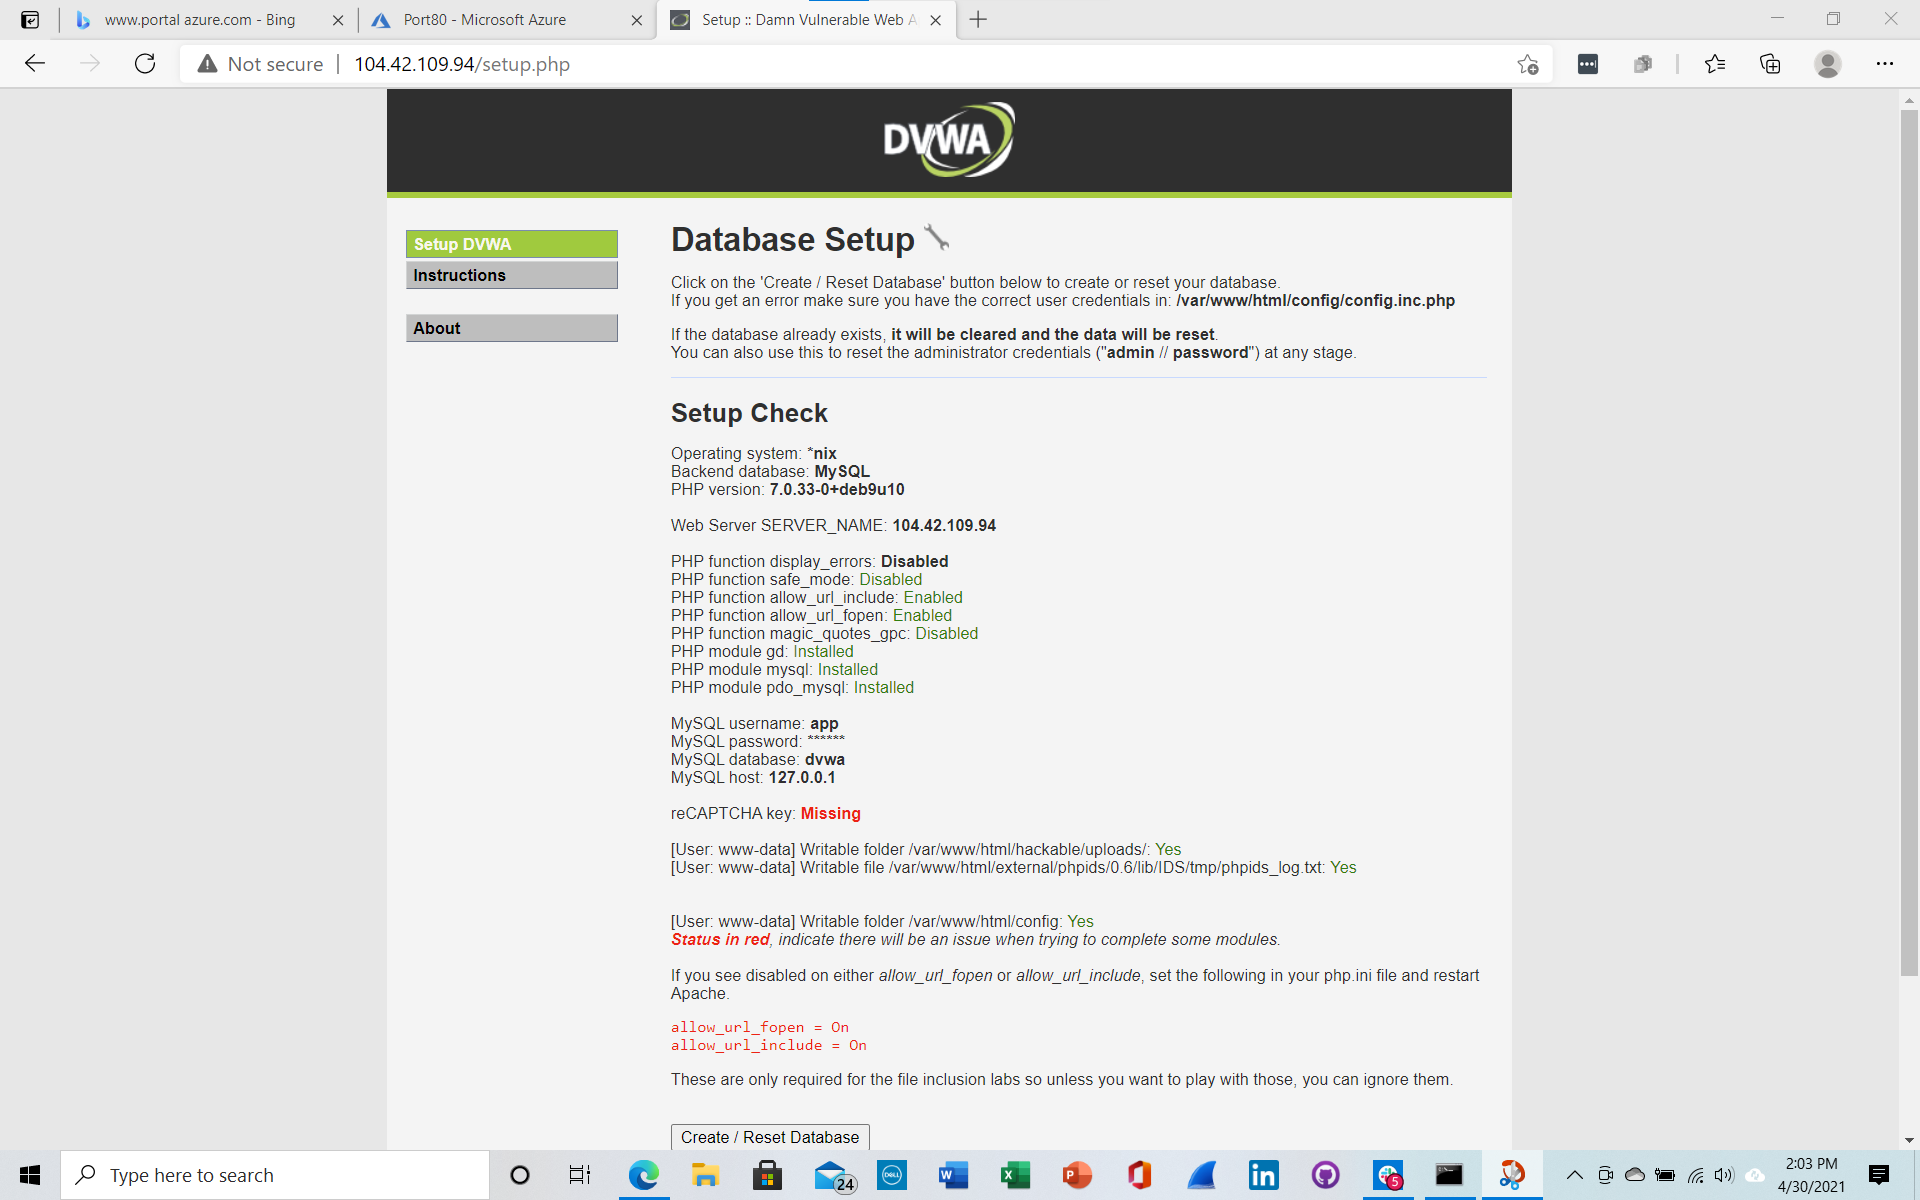 www.portal azure.com - Bing
Port80 - Microsoft Azure
Setup :: Damn Vulnerable Web A
Not secure
104.42.109.94/setup.php
DVWA
Setup DVWA
Instructions
About
Database Setup
Click on the 'Create / Reset Database' button below to create or reset your database.
If you get an error make sure you have the correct user credentials in: /var/www/html/config/config.inc.php
If the database already exists, it will be cleared and the data will be reset.
You can also use this to reset the administrator credentials ("admin // password") at any stage.
Setup Check
Operating system: *nix
Backend database: MySQL
PHP version: 7.0.33-0+deb9u10
Web Server SERVER_NAME: 104.42.109.94
PHP function display_errors: Disabled
PHP function safe_mode: Disabled
PHP function allow_url_include: Enabled
PHP function allow_url_fopen: Enabled
PHP function magic_quotes_gpc: Disabled
PHP module gd: Installed
PHP module mysql: Installed
PHP module pdo_mysql: Installed
MySQL username: app
MySQL password: ******
MySQL database: dvwa
MySQL host: 127.0.0.1
reCAPTCHA key: Missing
[User: www-data] Writable folder /var/www/html/hackable/uploads/: Yes
[User: www-data] Writable file /var/www/html/external/phpids/0.6/lib/IDS/tmp/phpids_log.txt: Yes
[User: www-data] Writable folder /var/www/html/config: Yes
Status in red, indicate there will be an issue when trying to complete some modules.
If you see disabled on either allow_url_fopen or allow_url_include, set the following in your php.ini file and restart
Apache.
allow_url_fopen = On
allow_url_include = On
These are only required for the file inclusion labs so unless you want to play with those, you can ignore them.
Create / Reset Database
Type here to search
24
DELL
5
2:03 PM
4/30/2021